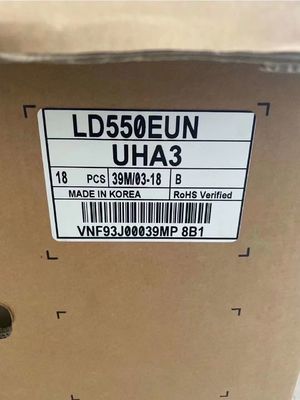 LD550EUN
UHA3
18 PCS 39M/03-18 B
MADE IN KOREA RoHS Verified
VNF93J00039MP 8B1